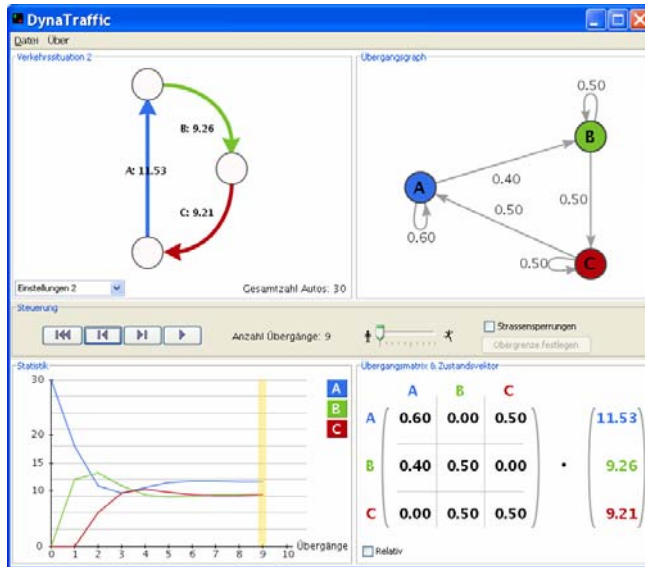 DynaTraffic
Datei Über
Verkehrssituation 2
B: 9.26
A: 11.53
C: 9.21
Einstellungen 2
Gesamtzahl Autos: 30
Übergangsgraph
0.50
B
A
0.40
0.50
0.50
0.60
0.50
C
Steuerung
Anzahl Übergänge: 9
Strassensperrungen
Obergrenze festlegen
Statistik
30
20
15
10
0
0 1 2 3 4 5 6 7 8 9 10
Übergänge
A
B
C
Übergangsmatrix & Zustandsvektor
A B C
A 0.60 0.00 0.50 11.53
B 0.40 0.50 0.00 • 9.26
C 0.00 0.50 0.50 9.21
Relativ